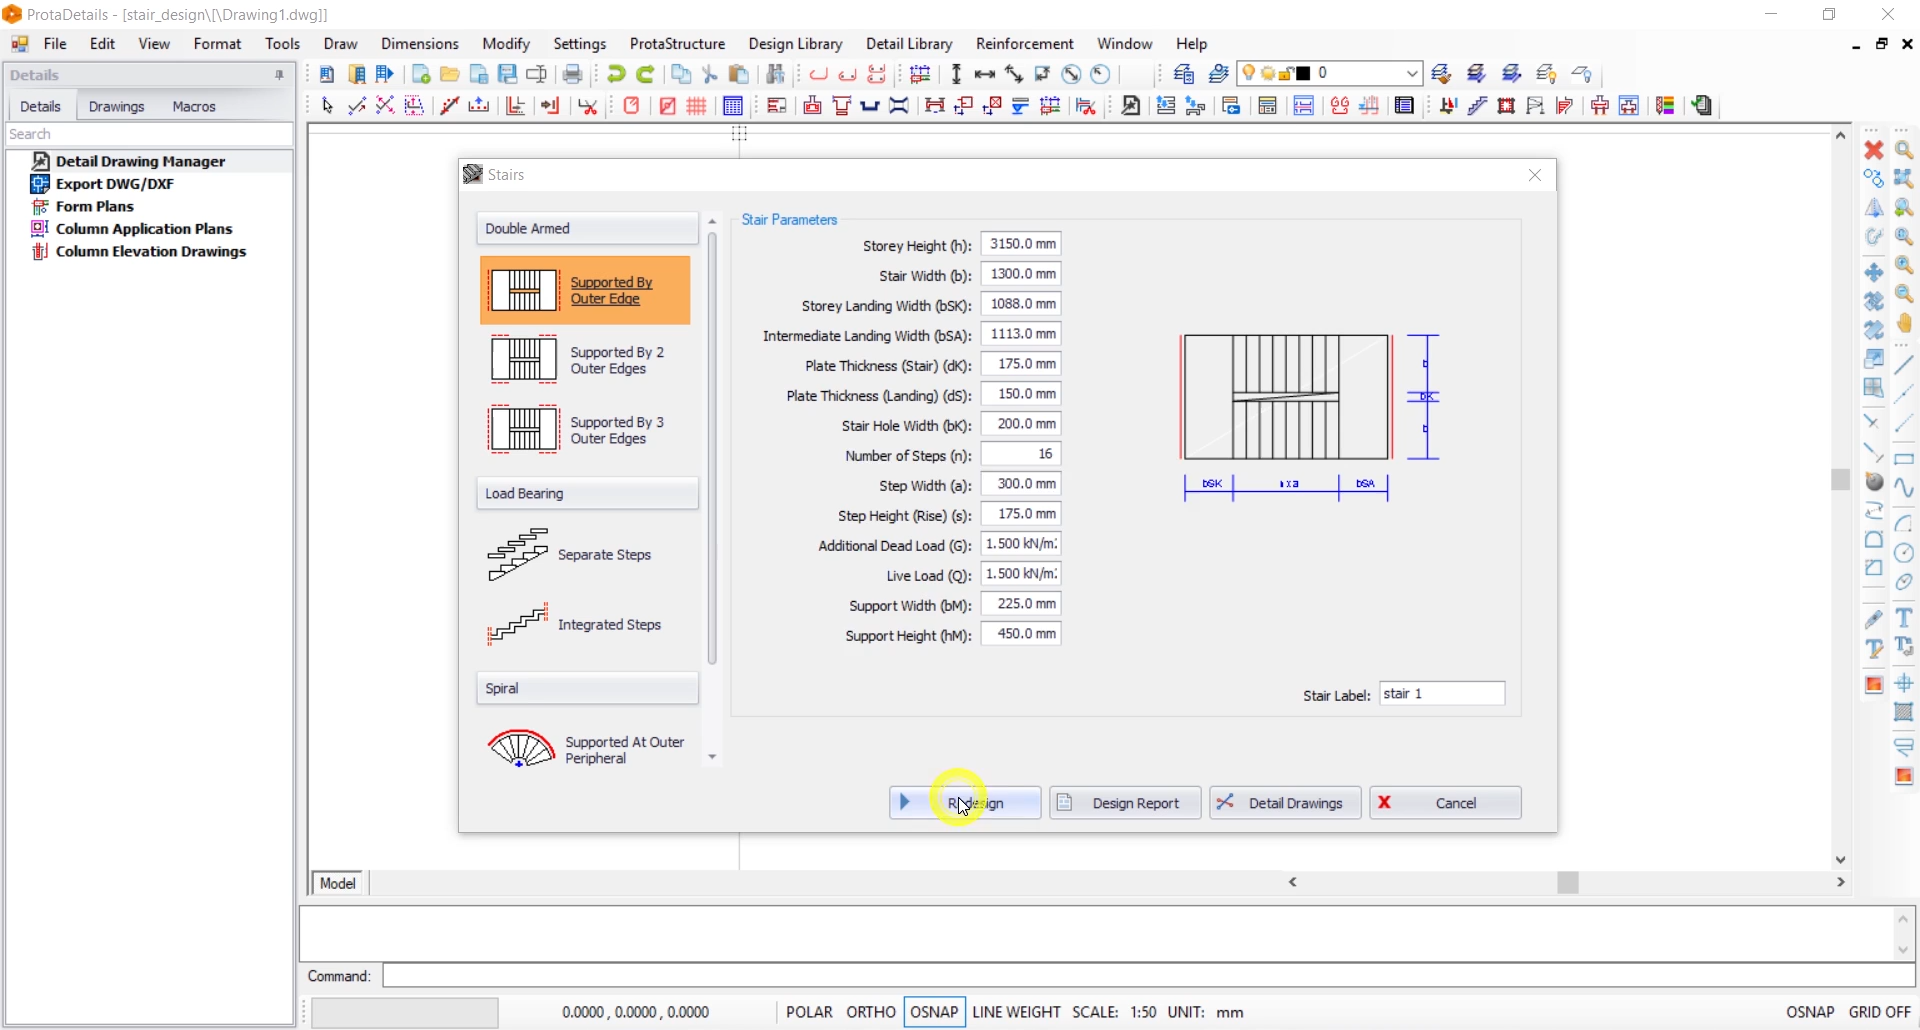 ProtaDetails - [stair_design\[\Drawing1.dwg]]
File Edit View Format Tools Draw Dimensions Modify Settings ProtaStructure Design Library Detail Library Reinforcement Window Help
Details
Details Drawings Macros
Search
Detail Drawing Manager
Export DWG/DXF
Form Plans
Column Application Plans
Column Elevation Drawings
0
Stairs
Double Armed
Supported By
Outer Edge
Supported By 2
Outer Edges
Supported By 3
Outer Edges
Load Bearing
Separate Steps
Integrated Steps
Spiral
Supported At Outer
Peripheral
Stair Parameters
Storey Height (h): 3150.0 mm
Stair Width (b): 1300.0 mm
Storey Landing Width (bSK): 1088.0 mm
Intermediate Landing Width (bSA): 1113.0 mm
Plate Thickness (Stair) (dK): 175.0 mm
Plate Thickness (Landing) (dS): 150.0 mm
Stair Hole Width (bK): 200.0 mm
Number of Steps (n): 16
Step Width (a): 300.0 mm
Step Height (Rise) (s): 175.0 mm
Additional Dead Load (G): 1.500 kN/m
Live Load (Q): 1.500 kN/m
Support Width (bM): 225.0 mm
Support Height (hM): 450.0 mm
b
bK
b
bSK
x a
bSA
Stair Label: stair 1
Redesign Design Report Detail Drawings Cancel
Model
Command:
0.0000 , 0.0000 , 0.0000 POLAR ORTHO OSNAP LINE WEIGHT SCALE: 1:50 UNIT: mm OSNAP GRID OFF